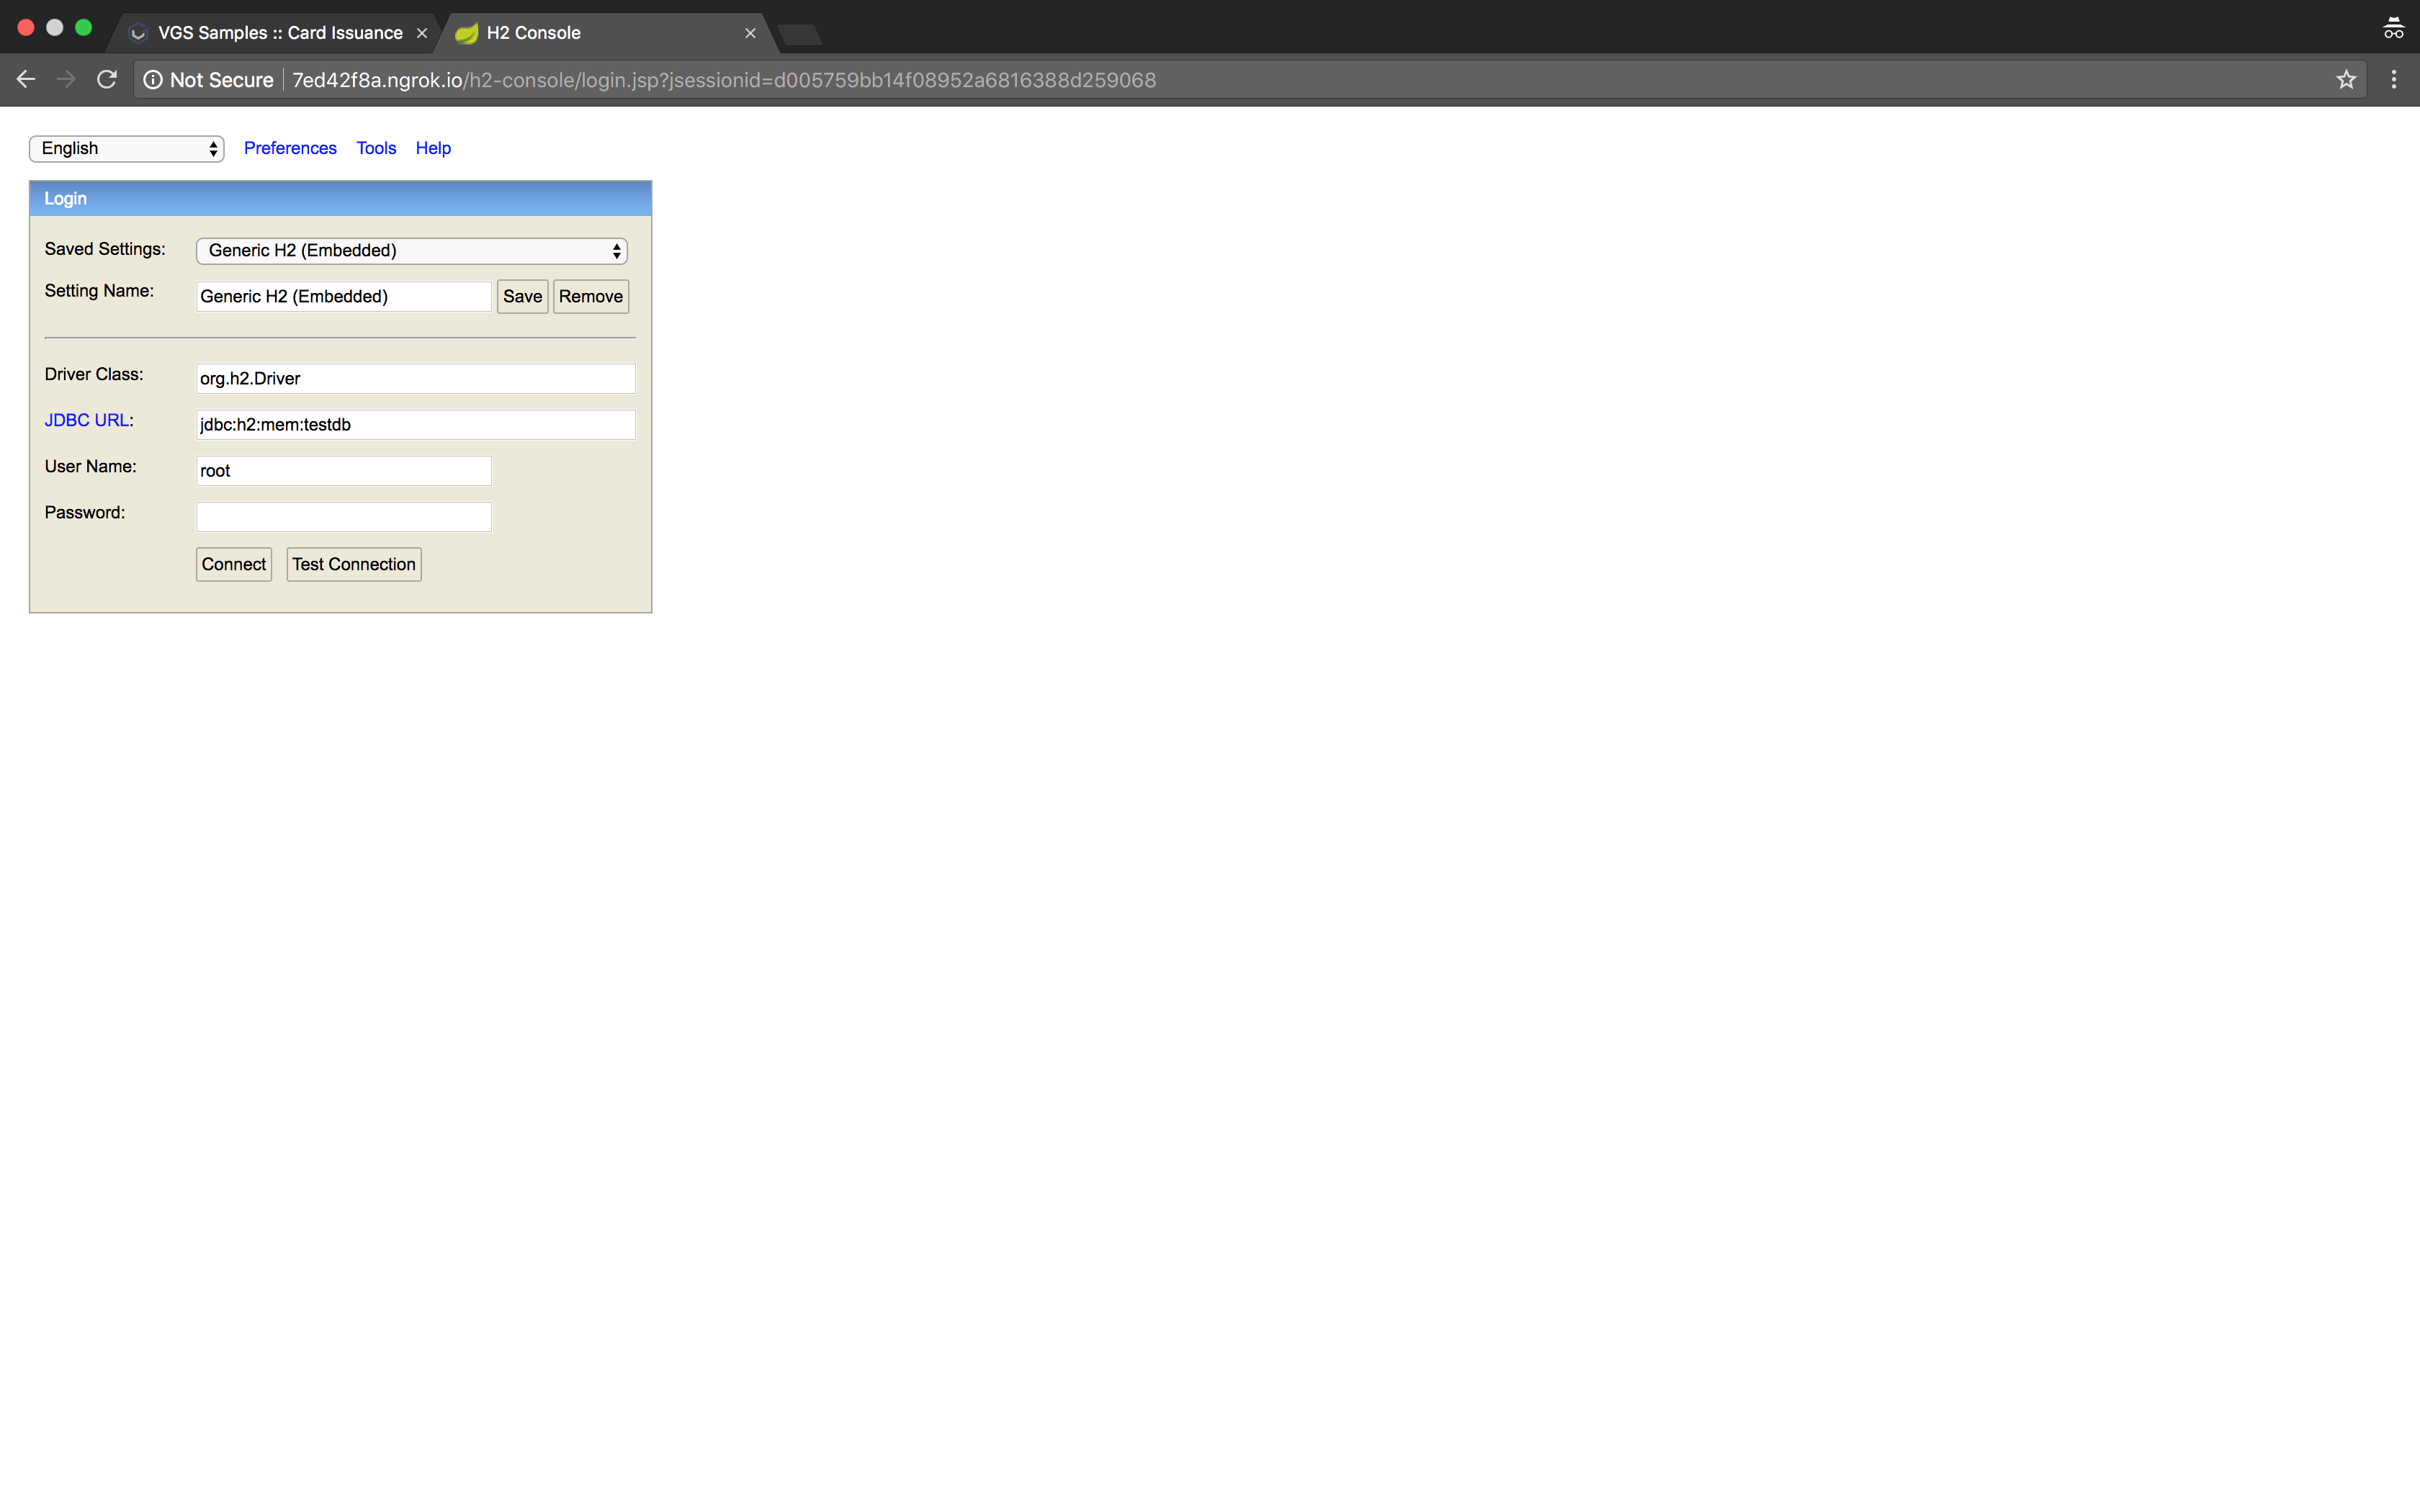 VGS Samples :: Card Issuance H2 Console
Not Secure 7ed42f8a.ngrok.io/h2-console/login.jsp?jsessionid=d005759bb14f08952a6816388d259068
English Preferences Tools Help
Login
Saved Settings: Generic H2 (Embedded)
Setting Name: Generic H2 (Embedded) Save Remove
Driver Class: org.h2.Driver
JDBC URL: jdbc:h2:mem:testdb
User Name: root
Password:
Connect Test Connection